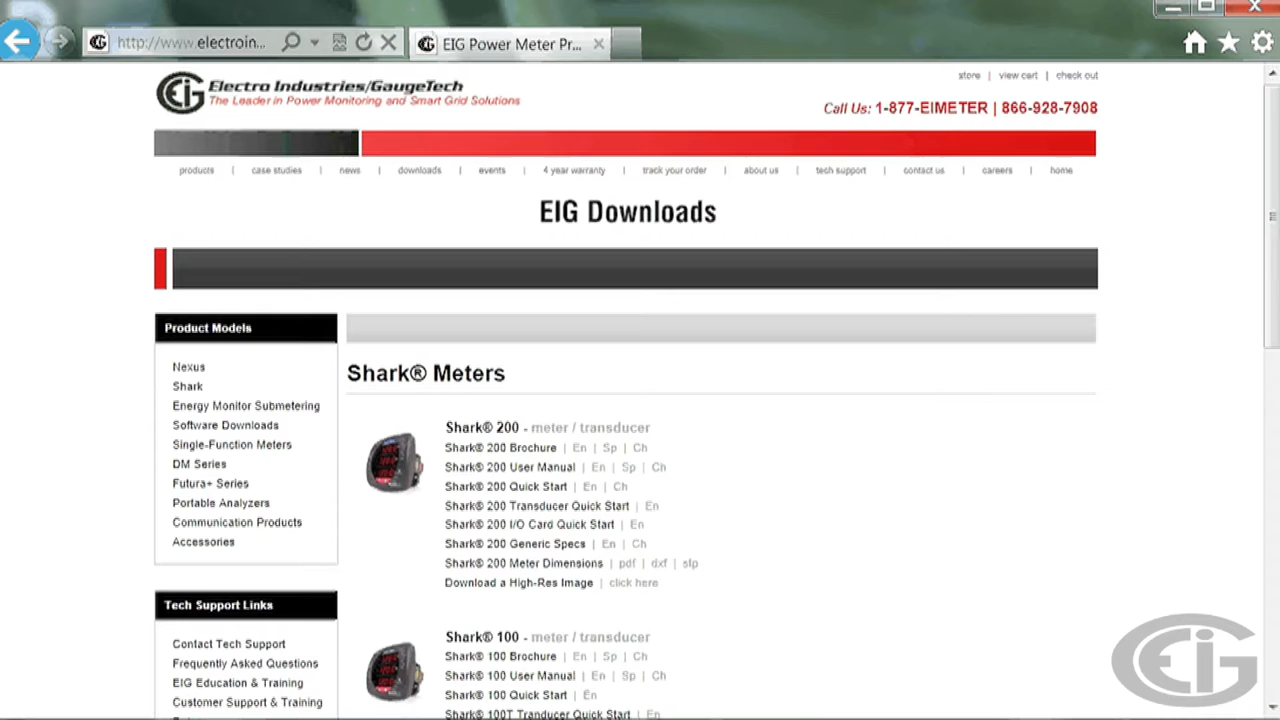 http://www.electroin...
EIG Power Meter Pr...
store | view cart | check out
EIG Electro Industries/GaugeTech
The Leader in Power Monitoring and Smart Grid Solutions
Call Us: 1-877-EIMETER | 866-928-7908
products | case studies | news | downloads | events | 4 year warranty | track your order | about us | tech support | contact us | careers | home
EIG Downloads
Product Models
Nexus
Shark
Energy Monitor Submetering
Software Downloads
Single-Function Meters
DM Series
Futura+ Series
Portable Analyzers
Communication Products
Accessories
Tech Support Links
Contact Tech Support
Frequently Asked Questions
EIG Education & Training
Customer Support & Training
Shark® Meters
Shark® 200 - meter / transducer
Shark® 200 Brochure | En | Sp | Ch
Shark® 200 User Manual | En | Sp | Ch
Shark® 200 Quick Start | En | Ch
Shark® 200 Transducer Quick Start | En
Shark® 200 I/O Card Quick Start | En
Shark® 200 Generic Specs | En | Ch
Shark® 200 Meter Dimensions | pdf | dxf | slp
Download a High-Res Image | click here
Shark® 100 - meter / transducer
Shark® 100 Brochure | En | Sp | Ch
Shark® 100 User Manual | En | Sp | Ch
Shark® 100 Quick Start | En
Shark® 100T Tranducer Quick Start | En
EIG